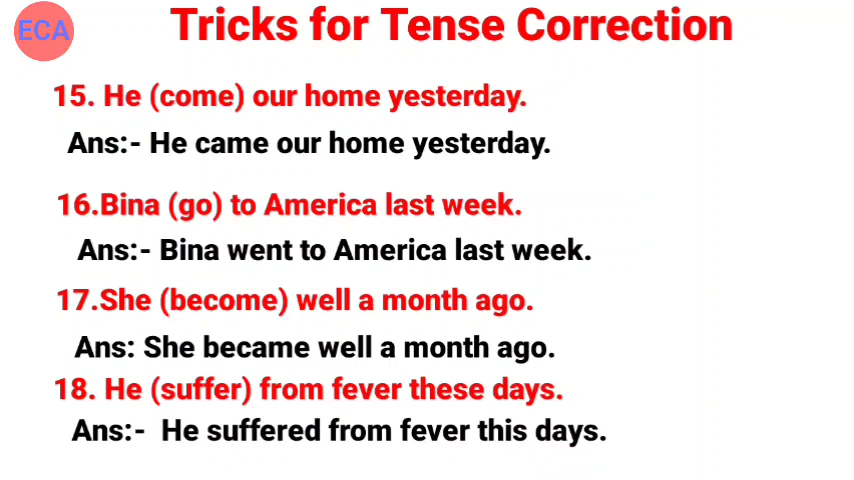 ECA
Tricks for Tense Correction
15. He (come) our home yesterday.
Ans:- He came our home yesterday.
16.Bina (go) to America last week.
Ans:- Bina went to America last week.
17.She (become) well a month ago.
Ans: She became well a month ago.
18. He (suffer) from fever these days.
Ans:- He suffered from fever this days.